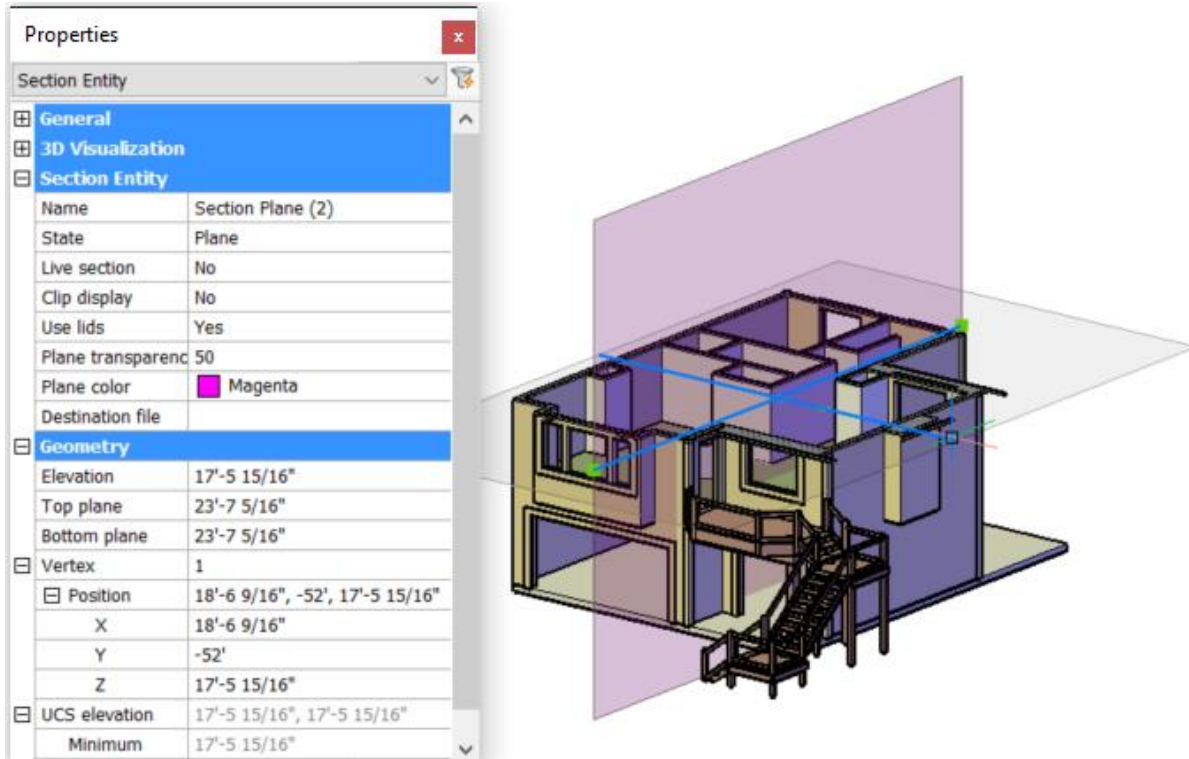 Properties
x
Section Entity
General
3D Visualization
Section Entity
Name Section Plane (2)
State Plane
Live section No
Clip display No
Use lids Yes
Plane transparenc 50
Plane color Magenta
Destination file
Geometry
Elevation 17'-5 15/16"
Top plane 23'-7 5/16"
Bottom plane 23'-7 5/16"
Vertex 1
Position 18'-6 9/16", -52', 17'-5 15/16"
X 18'-6 9/16"
Y -52'
Z 17'-5 15/16"
UCS elevation 17'-5 15/16", 17'-5 15/16"
Minimum 17'-5 15/16"